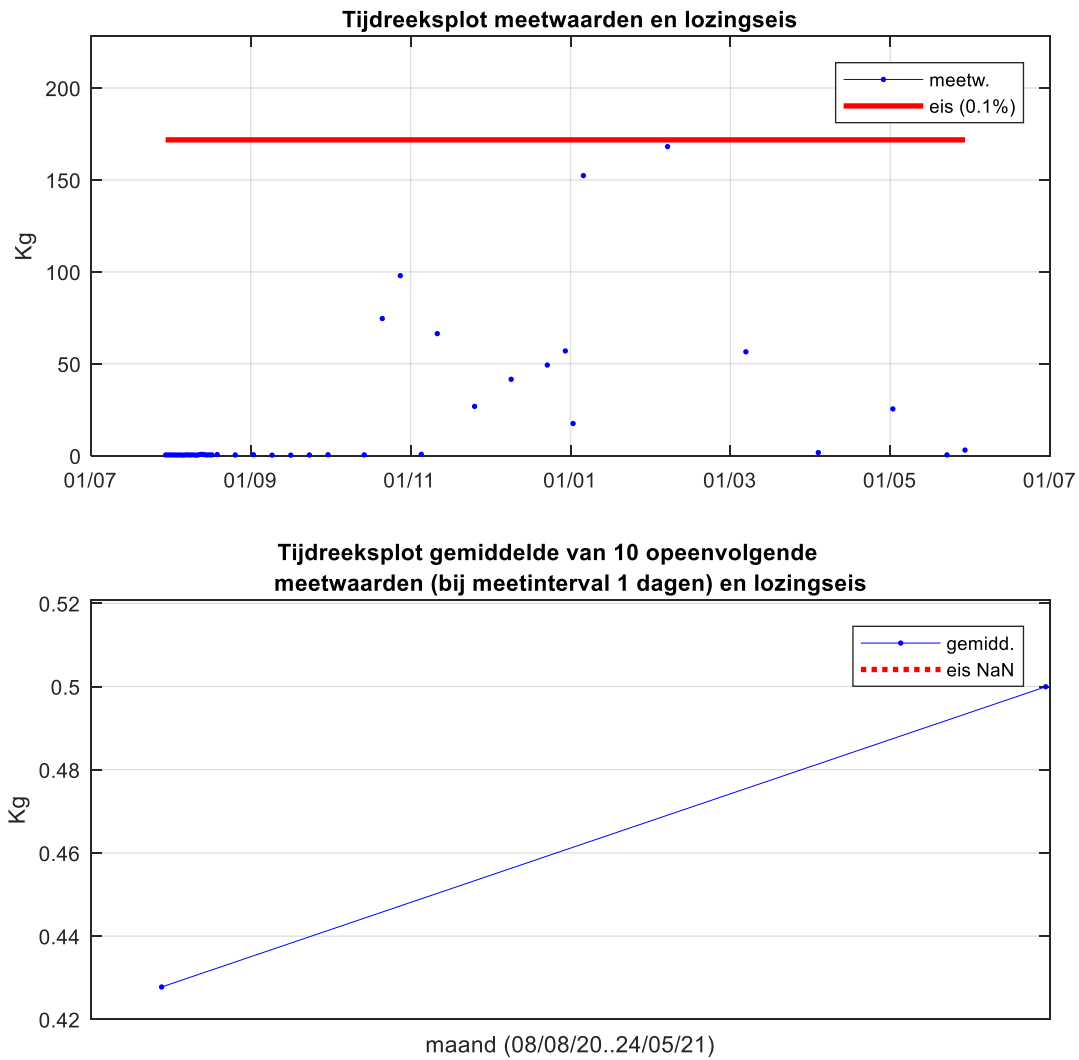 Tijdreeksplot meetwaarden en lozingseis
meetw.
eis (0.1%)
Kg
200
150
100
50
0
01/07 01/09 01/11 01/01 01/03 01/05 01/07
Tijdreeksplot gemiddelde van 10 opeenvolgende
meetwaarden (bij meetinterval 1 dagen) en lozingseis
gemidd.
eis NaN
Kg
0.52
0.5
0.48
0.46
0.44
0.42
maand (08/08/20..24/05/21)